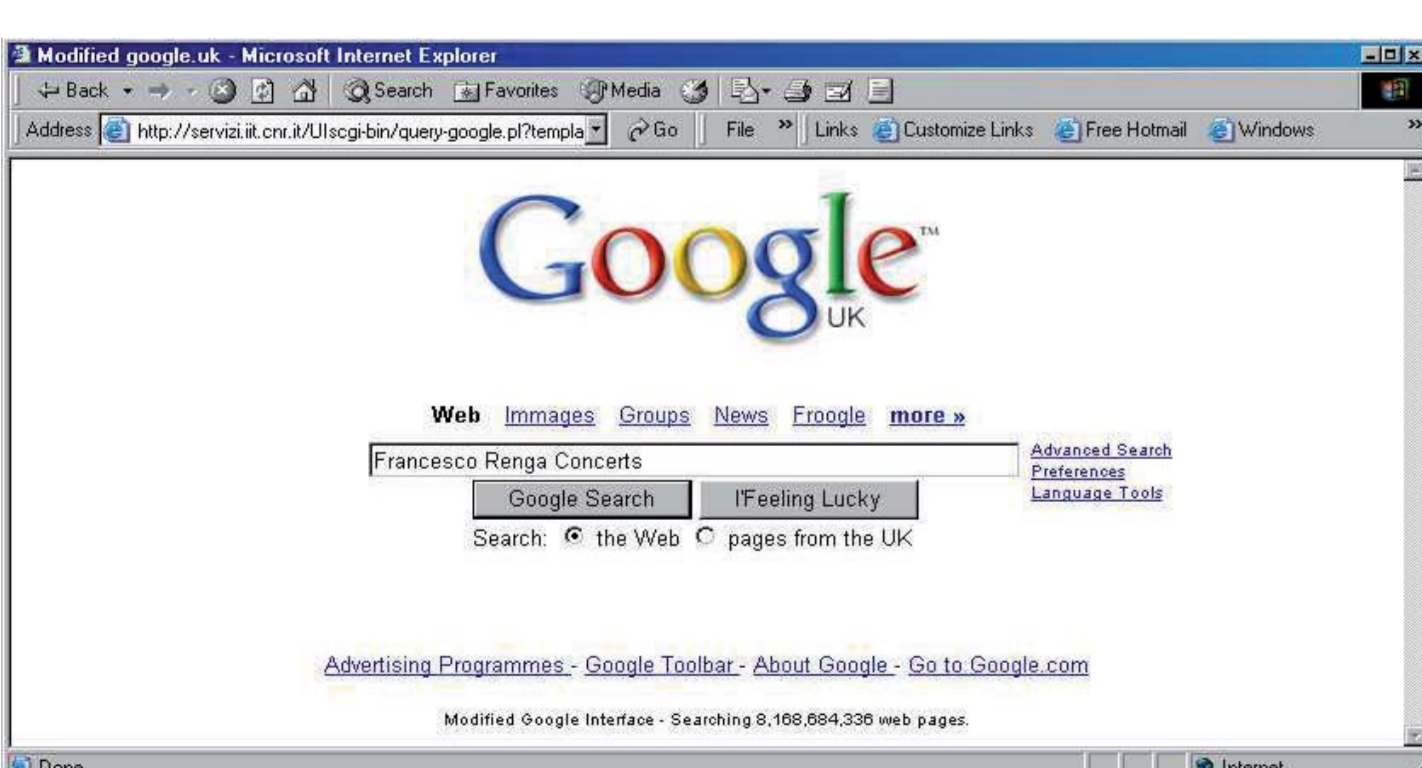 Modified google.uk - Microsoft Internet Explorer
Back Search Favorites Media
Address http://servizi.iit.cnr.it/UIscgi-bin/query-google.pl?templa Go File » Links Customize Links Free Hotmail Windows »
Google™
UK
Web Immages Groups News Froogle more »
Francesco Renga Concerts
Advanced Search
Preferences
Language Tools
Google Search I'Feeling Lucky
Search: the Web pages from the UK
Advertising Programmes - Google Toolbar - About Google - Go to Google.com
Modified Google Interface - Searching 8,168,684,336 web pages.
Done Internet